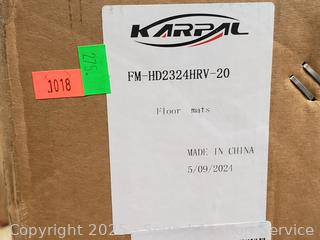 KARPAL
FM-HD2324HRV-20
1018
275.
Floor mats
MADE IN CHINA
5/09/2024